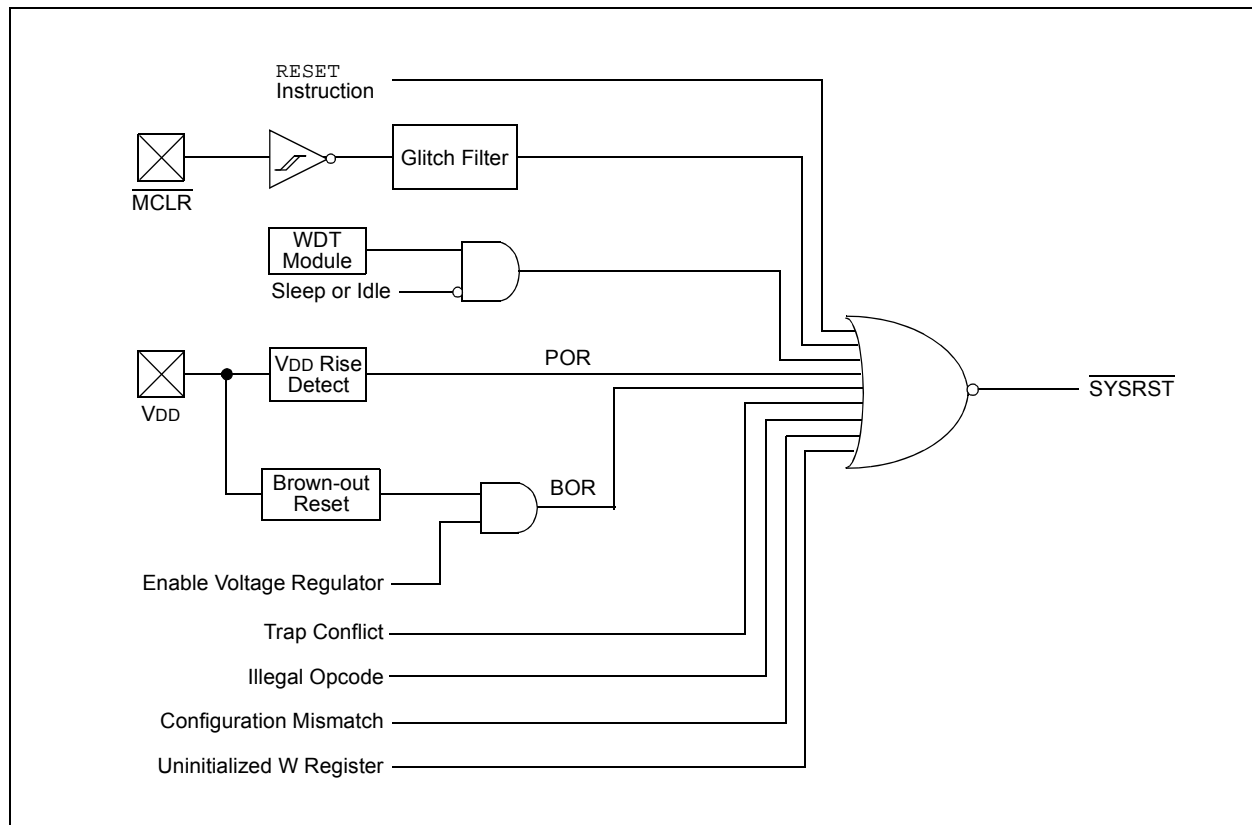 RESET
Instruction
Glitch Filter
MCLR
WDT
Module
Sleep or Idle
VDD Rise
Detect
POR
VDD
SYSRST
Brown-out
Reset
BOR
Enable Voltage Regulator
Trap Conflict
Illegal Opcode
Configuration Mismatch
Uninitialized W Register